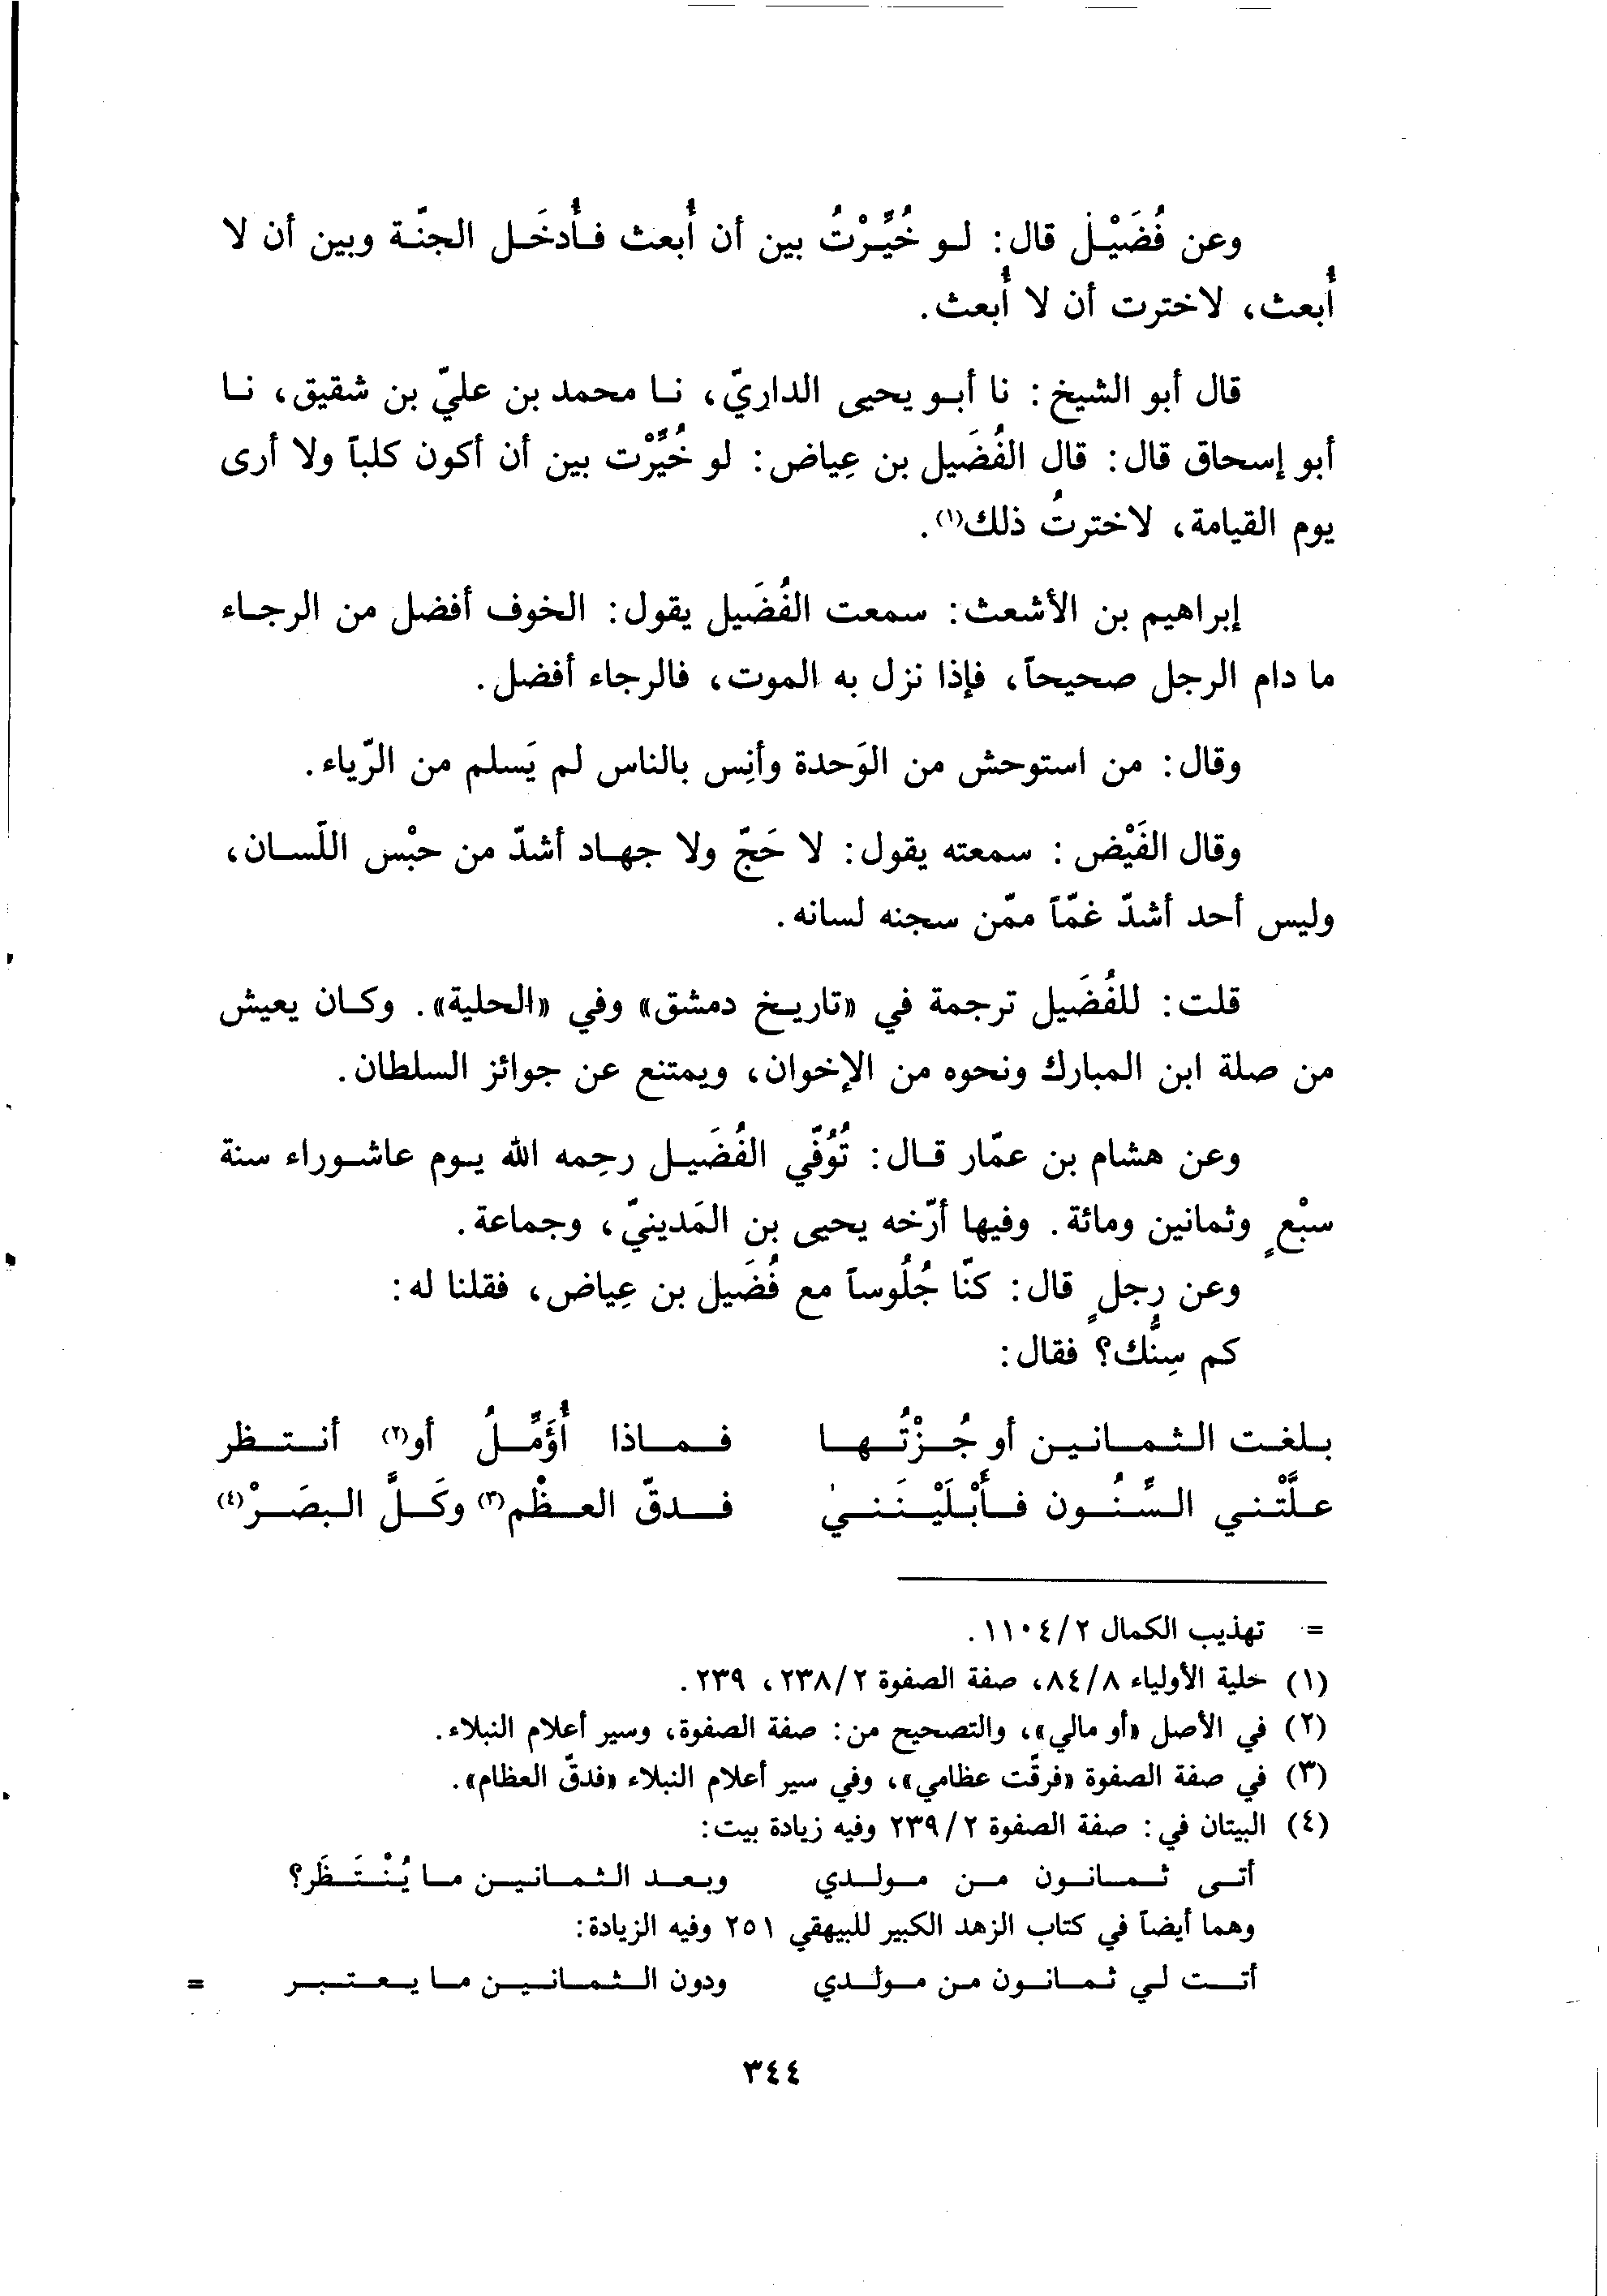 وعن فُضَيْل قال: لو خُيِّرْتُ بين أن أُبعث فأُدخَل الجنّة وبين أن لا
أُبعث، لاخترت أن لا أُبعث.
قال أبو الشيخ: نا أبو يحيى الداريّ، نا محمد بن عليّ بن شقيق، نا
أبو إسحاق قال: قال الفُضَيل بن عِياض: لو خُيِّرْت بين أن أكون كلباً ولا أرى
يوم القيامة، لاخترتُ ذلك(١).
إبراهيم بن الأشعث: سمعت الفُضَيل يقول: الخوف أفضل من الرجاء
ما دام الرجل صحيحاً، فإذا نزل به الموت، فالرجاء أفضل.
وقال: من استوحش من الوَحدة وأنِس بالناس لم يَسلم من الرّياء.
وقال الفَيْض: سمعته يقول: لا حَجّ ولا جهاد أشدّ من حبْس اللّسان،
وليس أحد أشدّ غمّاً ممّن سجنه لسانه.
قلت: للفُضَيل ترجمة في «تاريخ دمشق» وفي «الحلية». وكان يعيش
من صلة ابن المبارك ونحوه من الإخوان، ويمتنع عن جوائز السلطان.
وعن هشام بن عمّار قال: تُوُفّي الفُضَيل رحِمه الله يوم عاشوراء سنة
سبْعٍ وثمانين ومائة. وفيها أرّخه يحيى بن المَدينيّ، وجماعة.
وعن رجلٍ قال: كنّا جُلُوساً مع فُضَيل بن عِياض، فقلنا له:
كم سِنُّك؟ فقال:
بلغت الثمانين أو جُزْتُها فماذا أُؤَمِّلُ أو(٢) أنتظر
علَّتْني السِّنُون فأَبْلَيْنَني فدقّ العظْم(٣) وكَلَّ البصَرْ(٤)
= تهذيب الكمال ١١٠٤/٢.
(١) حلية الأولياء ٨٤/٨، صفة الصفوة ٢٣٨/٢، ٢٣٩.
(٢) في الأصل «أو مالي»، والتصحيح من: صفة الصفوة، وسير أعلام النبلاء.
(٣) في صفة الصفوة «فرقّت عظامي»، وفي سير أعلام النبلاء «فدقّ العظام».
(٤) البيتان في: صفة الصفوة ٢٣٩/٢ وفيه زيادة بيت:
أتى ثمانون من مولدي وبعد الثمانين ما يُنْتَظَر؟
وهما أيضاً في كتاب الزهد الكبير للبيهقي ٢٥١ وفيه الزيادة:
أتت لي ثمانون من مولدي ودون الثمانين ما يعتبر =
٣٤٤